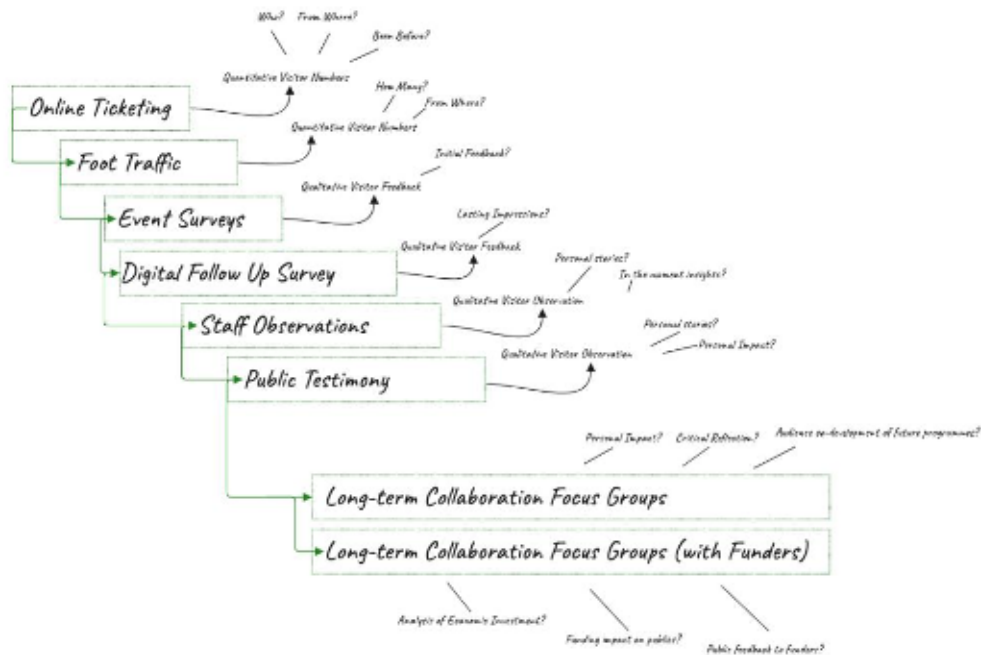 Who?
From Where?
Been Before?
Quantitative Visitor Numbers
Online Ticketing
How Many?
From Where?
Quantitative Visitor Numbers
Foot Traffic
Initial Feedback?
Qualitative Visitor Feedback
Event Surveys
Lasting Impressions?
Qualitative Visitor Feedback
Digital Follow Up Survey
Personal stories?
In the moment insights?
Qualitative Visitor Observation
Staff Observations
Personal stories?
Personal Impact?
Qualitative Visitor Observation
Public Testimony
Personal Impact?
Critical Reflection?
Audience co-development of future programmes?
Long-term Collaboration Focus Groups
Long-term Collaboration Focus Groups (with Funders)
Analysis of Economic Investment?
Funding impact on publics?
Public feedback to Funders?